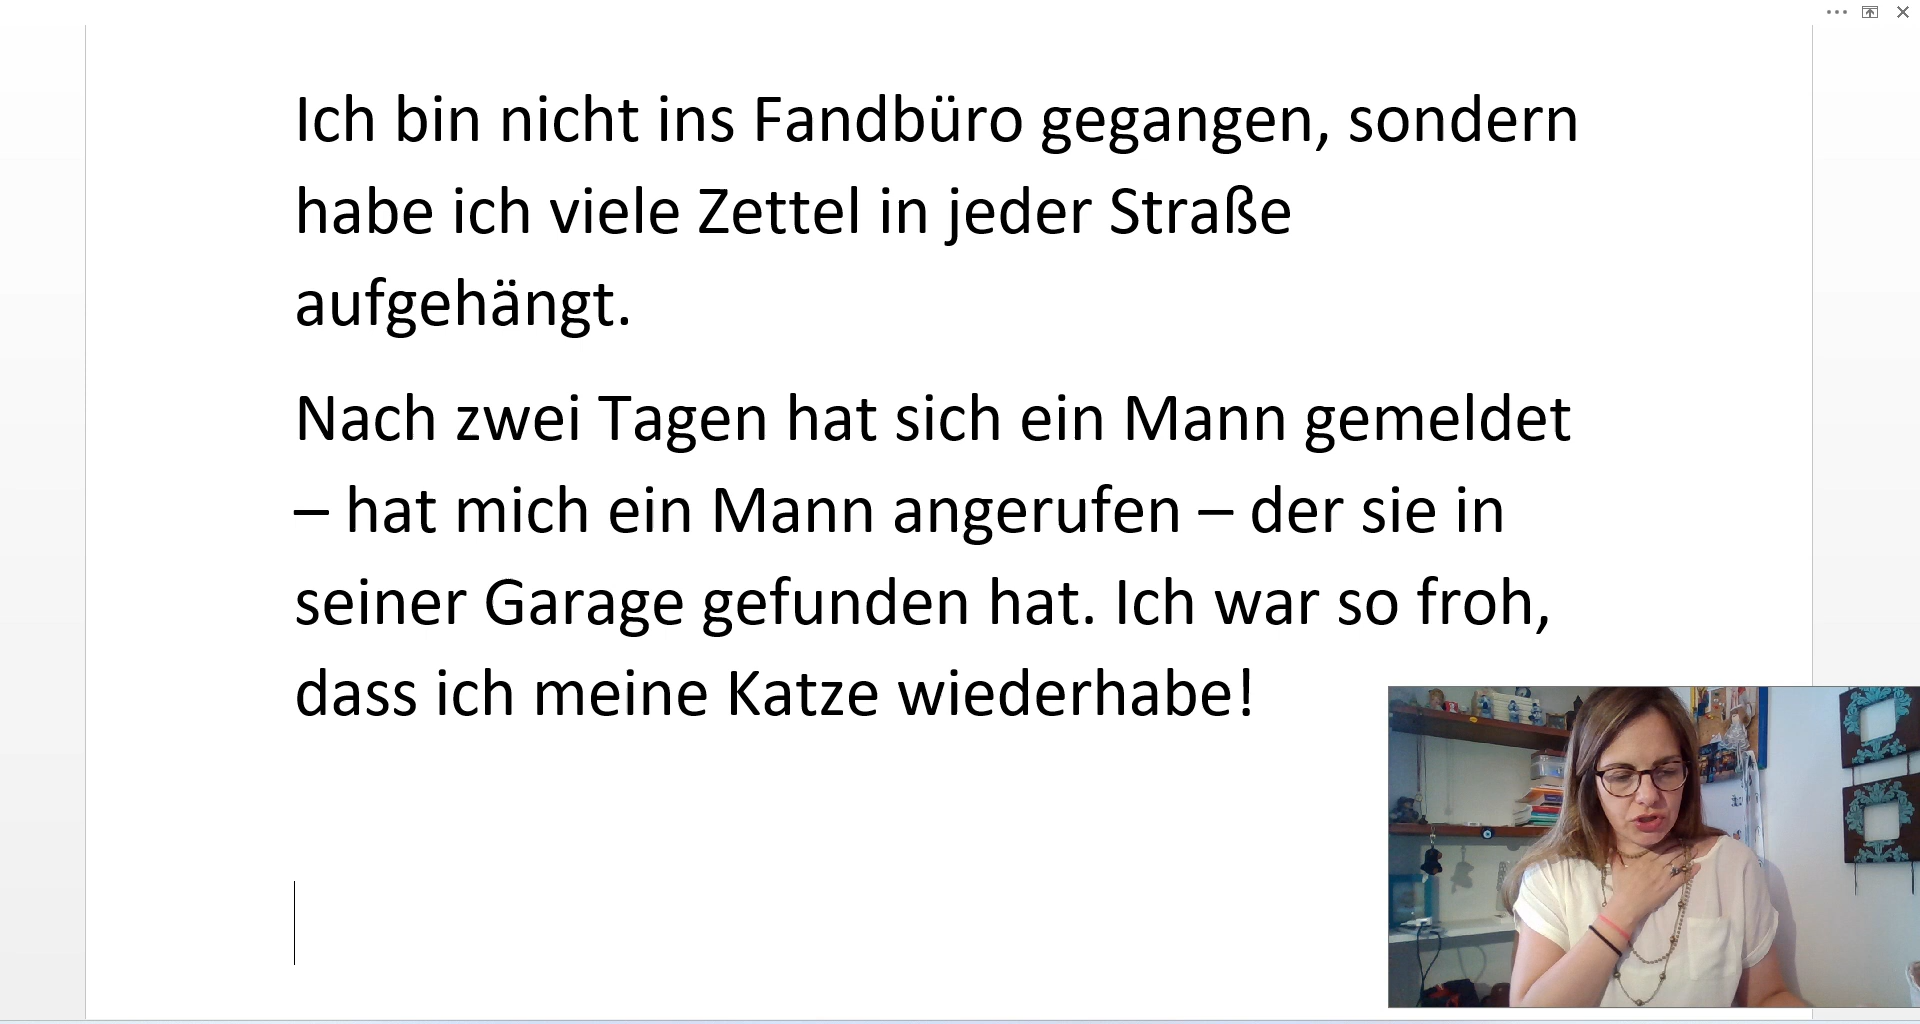 Ich bin nicht ins Fandbüro gegangen, sondern
habe ich viele Zettel in jeder Straße
aufgehängt.
Nach zwei Tagen hat sich ein Mann gemeldet
– hat mich ein Mann angerufen – der sie in
seiner Garage gefunden hat. Ich war so froh,
dass ich meine Katze wiederhabe!